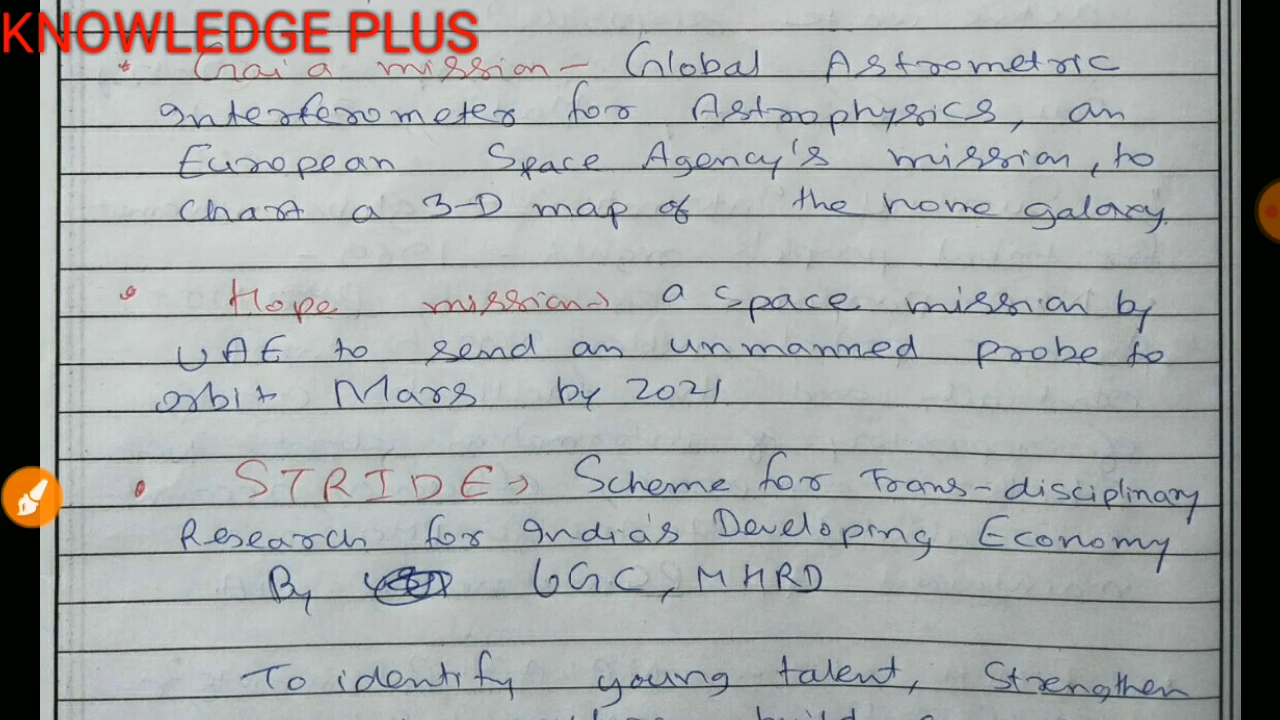 KNOWLEDGE PLUS
* Gaia mission - Global Astrometric
Interferometer for Astrophysics, an
European Space Agency's mission, to
chart a 3-D map of the home galaxy.
• Hope mission → a space mission by
UAE to send an unmanned probe to
orbit Mars by 2021
• STRIDE → Scheme for Trans-disciplinary
Research for India's Developing Economy
By UGC, MHRD
To identify young talent, Strengthen
build